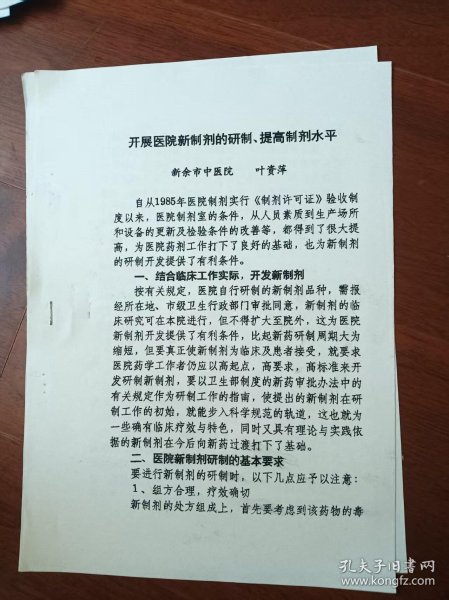 开展医院新制剂的研制、提高制剂水平
新余市中医院 叶资萍
自从1985年医院制剂实行《制剂许可证》验收制
度以来，医院制剂室的条件，从人员素质到生产场所
和设备的更新及检验条件的改善等，都得到了很大提
高，为医院药剂工作打下了良好的基础，也为新制剂
的研制开发提供了有利条件。
一、结合临床工作实际，开发新制剂
按有关规定，医院自行研制的新制剂品种，需报
经所在地、市级卫生行政部门审批同意，新制剂的临
床研究可在本院进行，但不得扩大至院外，这为医院
新制剂开发提供了有利条件，比起新药研制周期大为
缩短，但要真正使新制剂为临床及患者接受，就要求
医院药学工作者仍应以高起点，高要求，高标准来开
发研制新制剂，要以卫生部制度的新药审批办法中的
有关规定作为研制工作的指南，使提出的新制剂在研
制工作的初始，就能步入科学规范的轨道，这也就为
一些确有临床疗效与特色，同时又具有理论与实践依
据的新制剂在今后向新药过渡打下了基础。
二、医院新制剂研制的基本要求
要进行新制剂的研制时，以下几点应予以注意：
1、组方合理，疗效确切
新制剂的处方组成上，首先要考虑到该药物的毒
孔夫子旧书网
www.kongfz.com